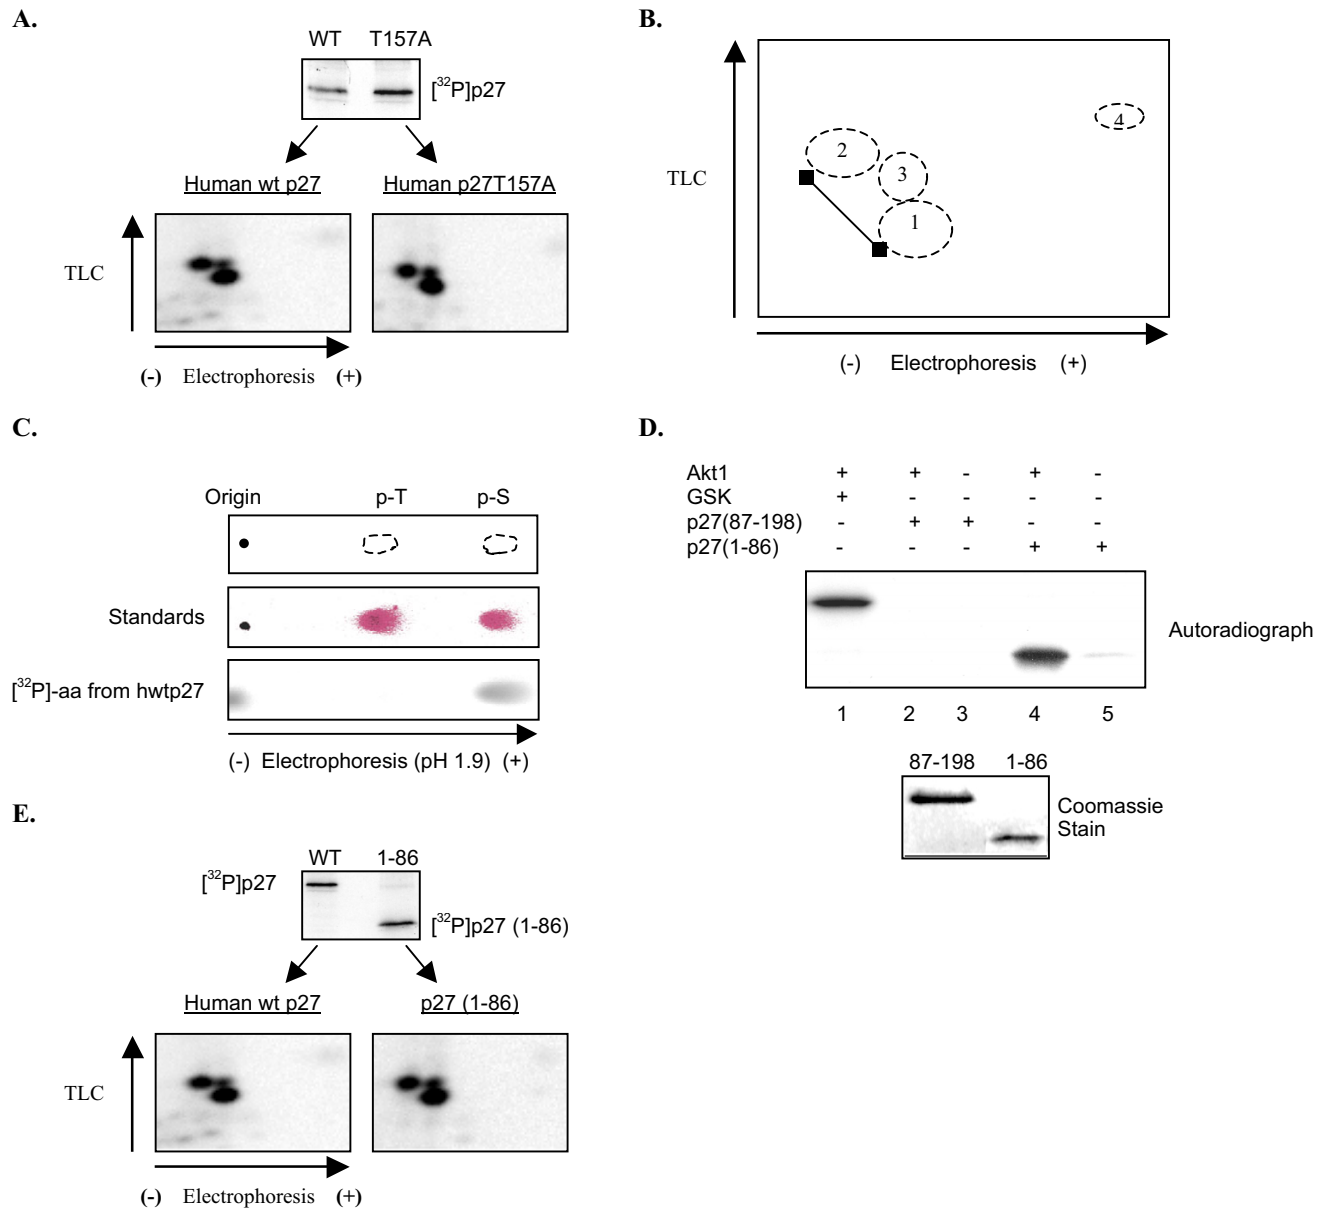 A.
WT T157A
[32P]p27
Human wt p27 Human p27T157A
TLC
(-) Electrophoresis (+)
B.
TLC
2
3
1
4
(-) Electrophoresis (+)
C.
Origin p-T p-S
Standards
[32P]-aa from hwtp27
(-) Electrophoresis (pH 1.9) (+)
D.
Akt1 + + - + -
GSK + - - - -
p27(87-198) - + + - -
p27(1-86) - - - + +
Autoradiograph
1 2 3 4 5
87-198 1-86
Coomassie
Stain
E.
WT 1-86
[32P]p27
[32P]p27 (1-86)
Human wt p27 p27 (1-86)
TLC
(-) Electrophoresis (+)